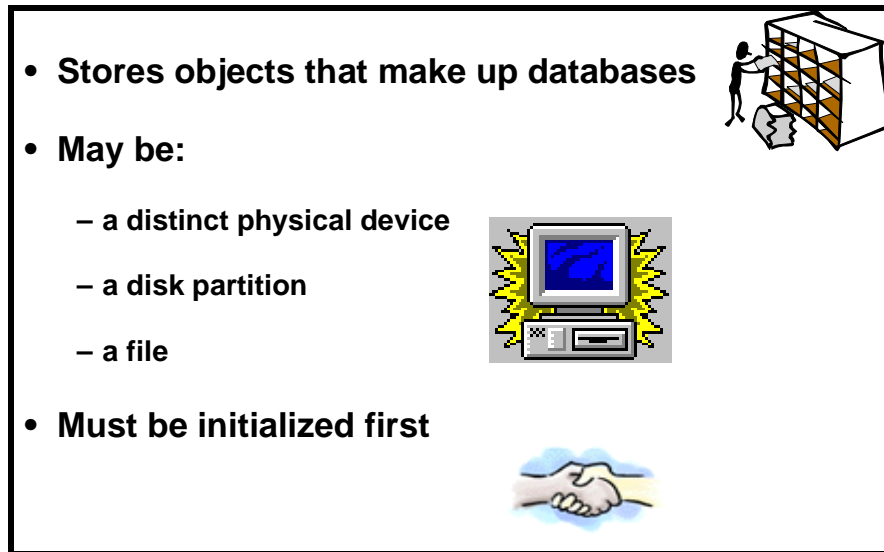 • Stores objects that make up databases
• May be:
– a distinct physical device
– a disk partition
– a file
• Must be initialized first